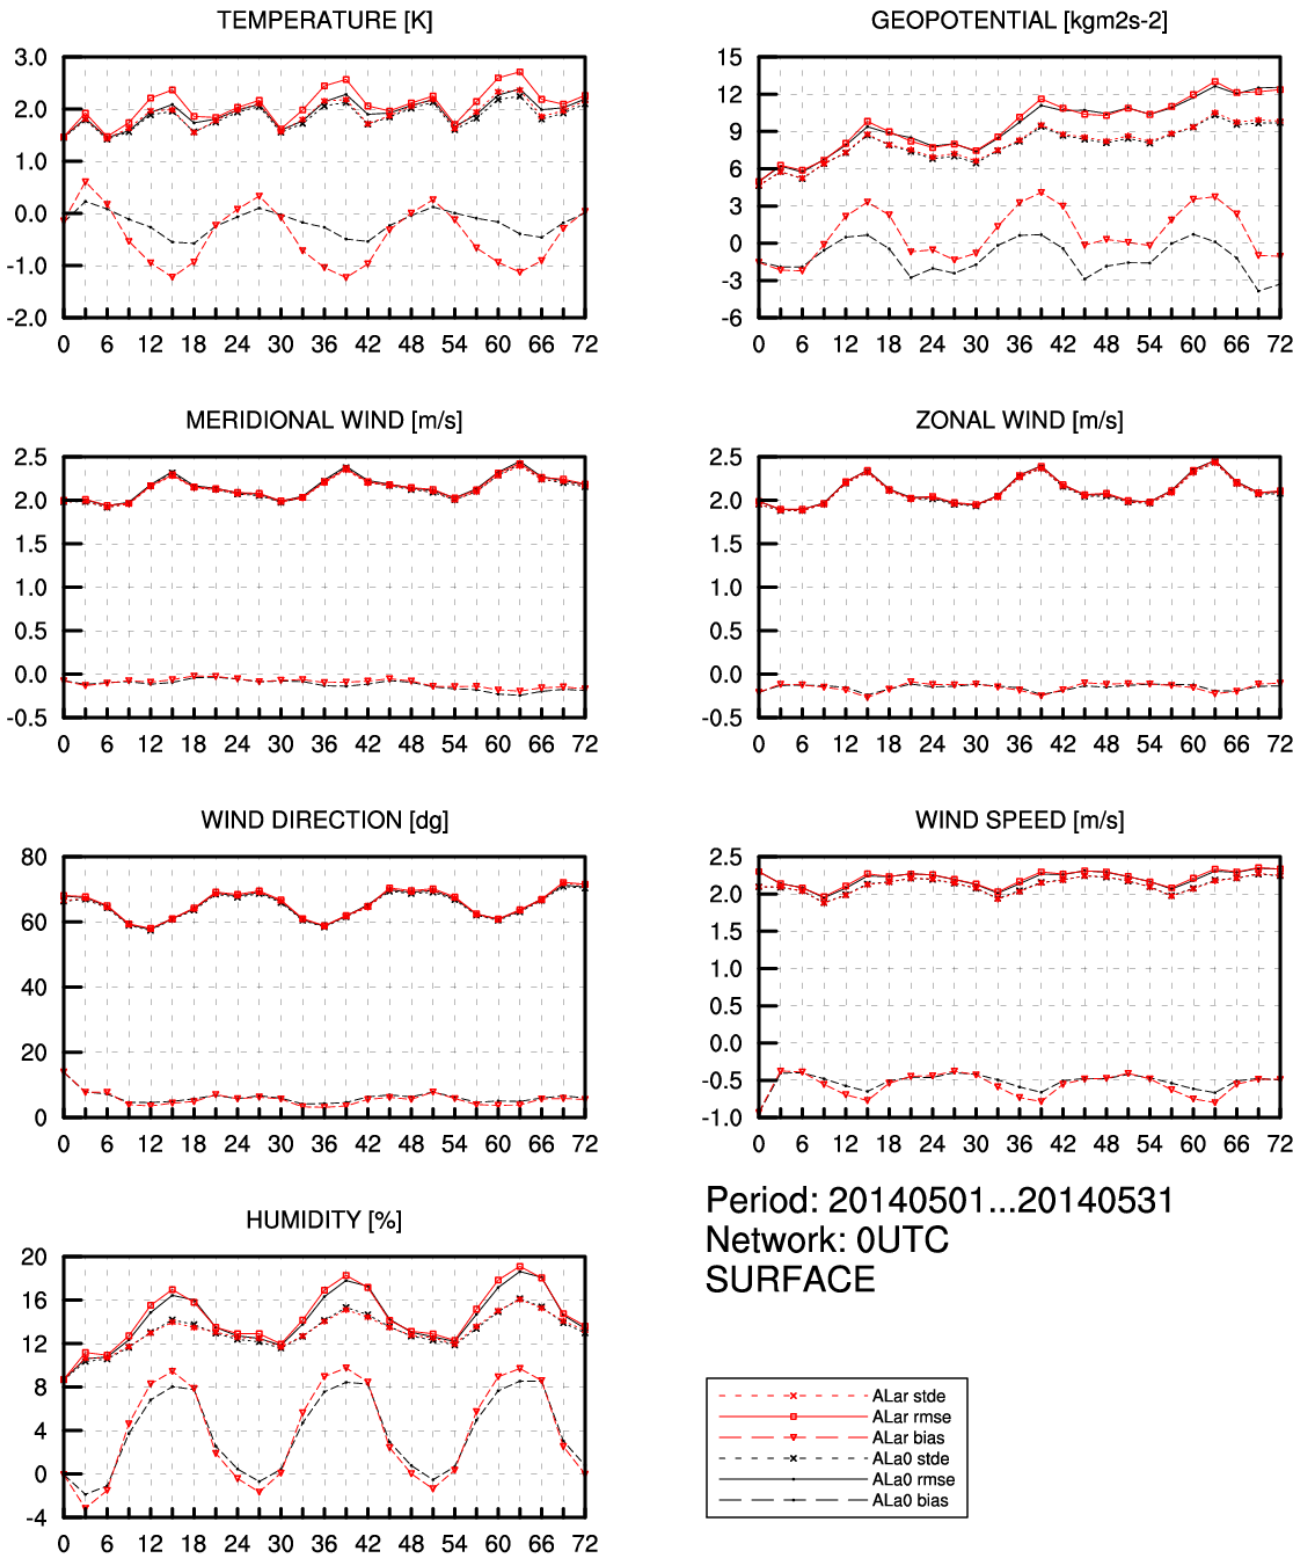 TEMPERATURE [K]
3.0
2.0
1.0
0.0
-1.0
-2.0
0 6 12 18 24 30 36 42 48 54 60 66 72
GEOPOTENTIAL [kgm2s-2]
15
12
9
6
3
0
-3
-6
0 6 12 18 24 30 36 42 48 54 60 66 72
MERIDIONAL WIND [m/s]
2.5
2.0
1.5
1.0
0.5
0.0
-0.5
0 6 12 18 24 30 36 42 48 54 60 66 72
ZONAL WIND [m/s]
2.5
2.0
1.5
1.0
0.5
0.0
-0.5
0 6 12 18 24 30 36 42 48 54 60 66 72
WIND DIRECTION [dg]
80
60
40
20
0
0 6 12 18 24 30 36 42 48 54 60 66 72
WIND SPEED [m/s]
2.5
2.0
1.5
1.0
0.5
0.0
-0.5
-1.0
0 6 12 18 24 30 36 42 48 54 60 66 72
HUMIDITY [%]
20
16
12
8
4
0
-4
0 6 12 18 24 30 36 42 48 54 60 66 72
Period: 20140501...20140531
Network: 0UTC
SURFACE
ALar stde
ALar rmse
ALar bias
ALa0 stde
ALa0 rmse
ALa0 bias